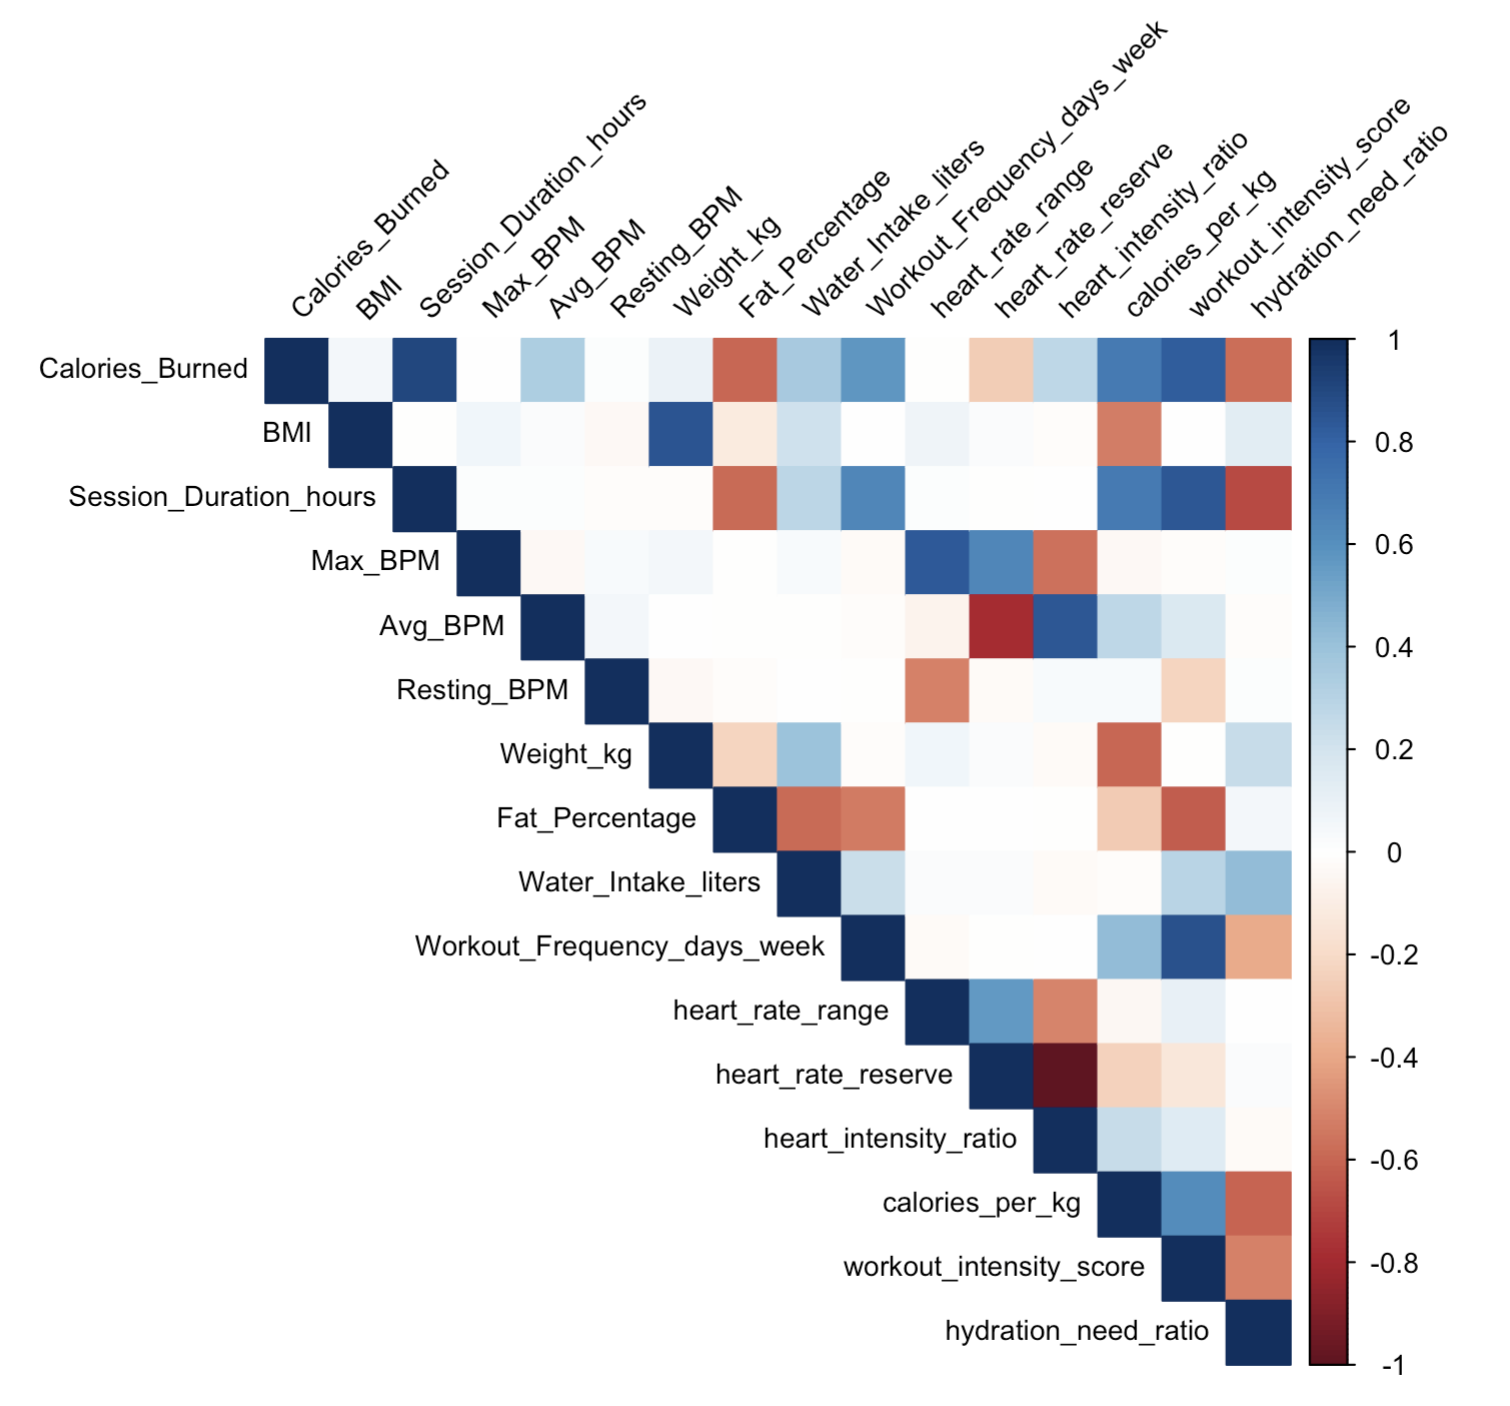 Calories_Burned
BMI
Session_Duration_hours
Max_BPM
Avg_BPM
Resting_BPM
Weight_kg
Fat_Percentage
Water_Intake_liters
Workout_Frequency_days_week
heart_rate_range
heart_rate_reserve
heart_intensity_ratio
calories_per_kg
workout_intensity_score
hydration_need_ratio
Calories_Burned
BMI
Session_Duration_hours
Max_BPM
Avg_BPM
Resting_BPM
Weight_kg
Fat_Percentage
Water_Intake_liters
Workout_Frequency_days_week
heart_rate_range
heart_rate_reserve
heart_intensity_ratio
calories_per_kg
workout_intensity_score
hydration_need_ratio
1
0.8
0.6
0.4
0.2
0
-0.2
-0.4
-0.6
-0.8
-1